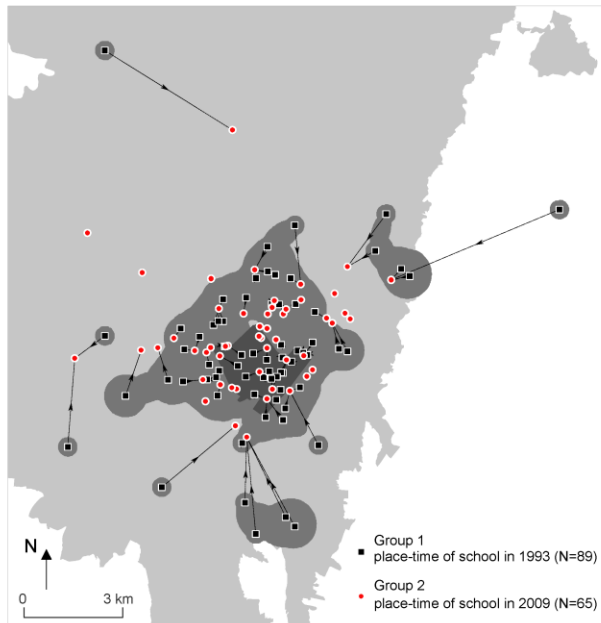 Group 1
place-time of school in 1993 (N=89)
N
Group 2
place-time of school in 2009 (N=65)
0 3 km